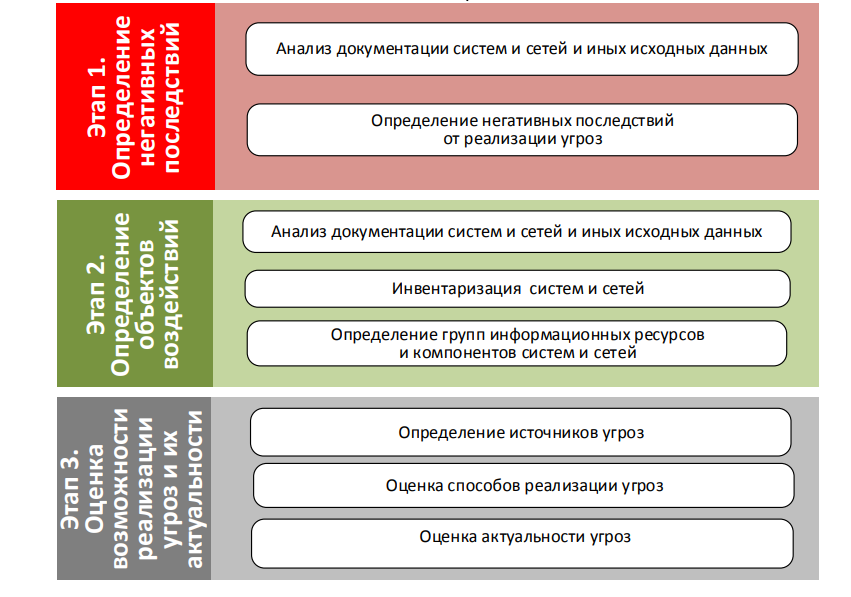 Этап 1.
Определение
негативных
последствий
Анализ документации систем и сетей и иных исходных данных
Определение негативных последствий
от реализации угроз
Этап 2.
Определение
объектов
воздействий
Анализ документации систем и сетей и иных исходных данных
Инвентаризация систем и сетей
Определение групп информационных ресурсов
и компонентов систем и сетей
Этап 3.
Оценка
возможности
реализации
угроз и их
актуальности
Определение источников угроз
Оценка способов реализации угроз
Оценка актуальности угроз